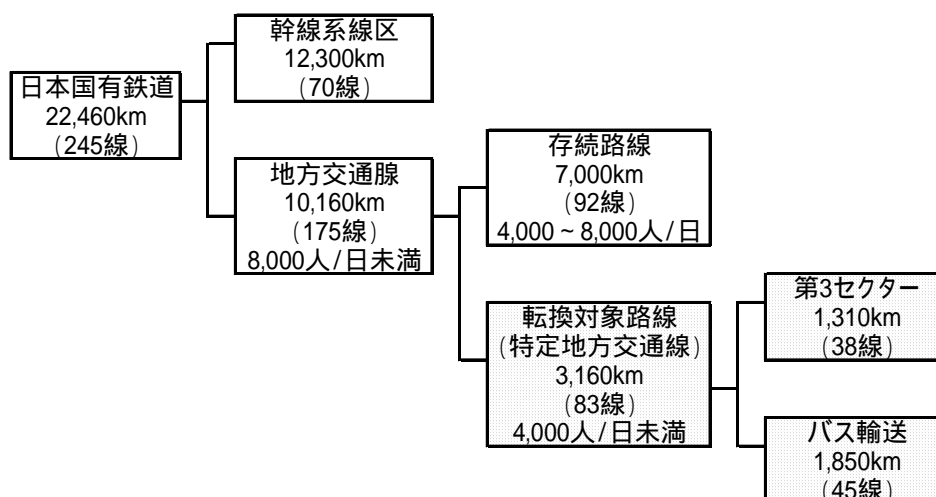 日本国有鉄道
22,460km
(245線)
幹線系線区
12,300km
(70線)
地方交通腺
10,160km
(175線)
8,000人/日未満
存続路線
7,000km
(92線)
4,000~8,000人/日
転換対象路線
(特定地方交通線)
3,160km
(83線)
4,000人/日未満
第3セクター
1,310km
(38線)
バス輸送
1,850km
(45線)